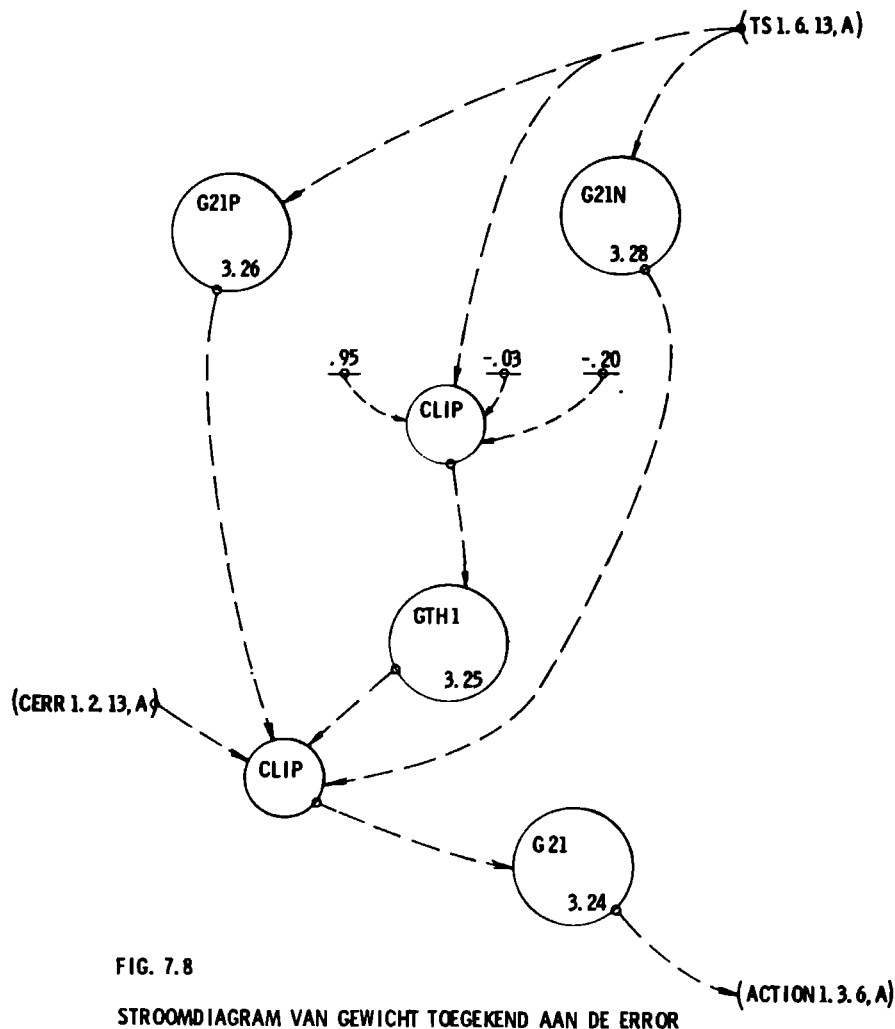 (TS 1. 6. 13, A)
G21P
3. 26
G21N
3. 28
. 95
-. 03
-. 20
CLIP
GTH 1
3. 25
(CERR 1. 2. 13, A)
CLIP
G 21
3. 24
FIG. 7.8
(ACTION 1. 3. 6, A)
STROOMDIAGRAM VAN GEWICHT TOEGEKEND AAN DE ERROR